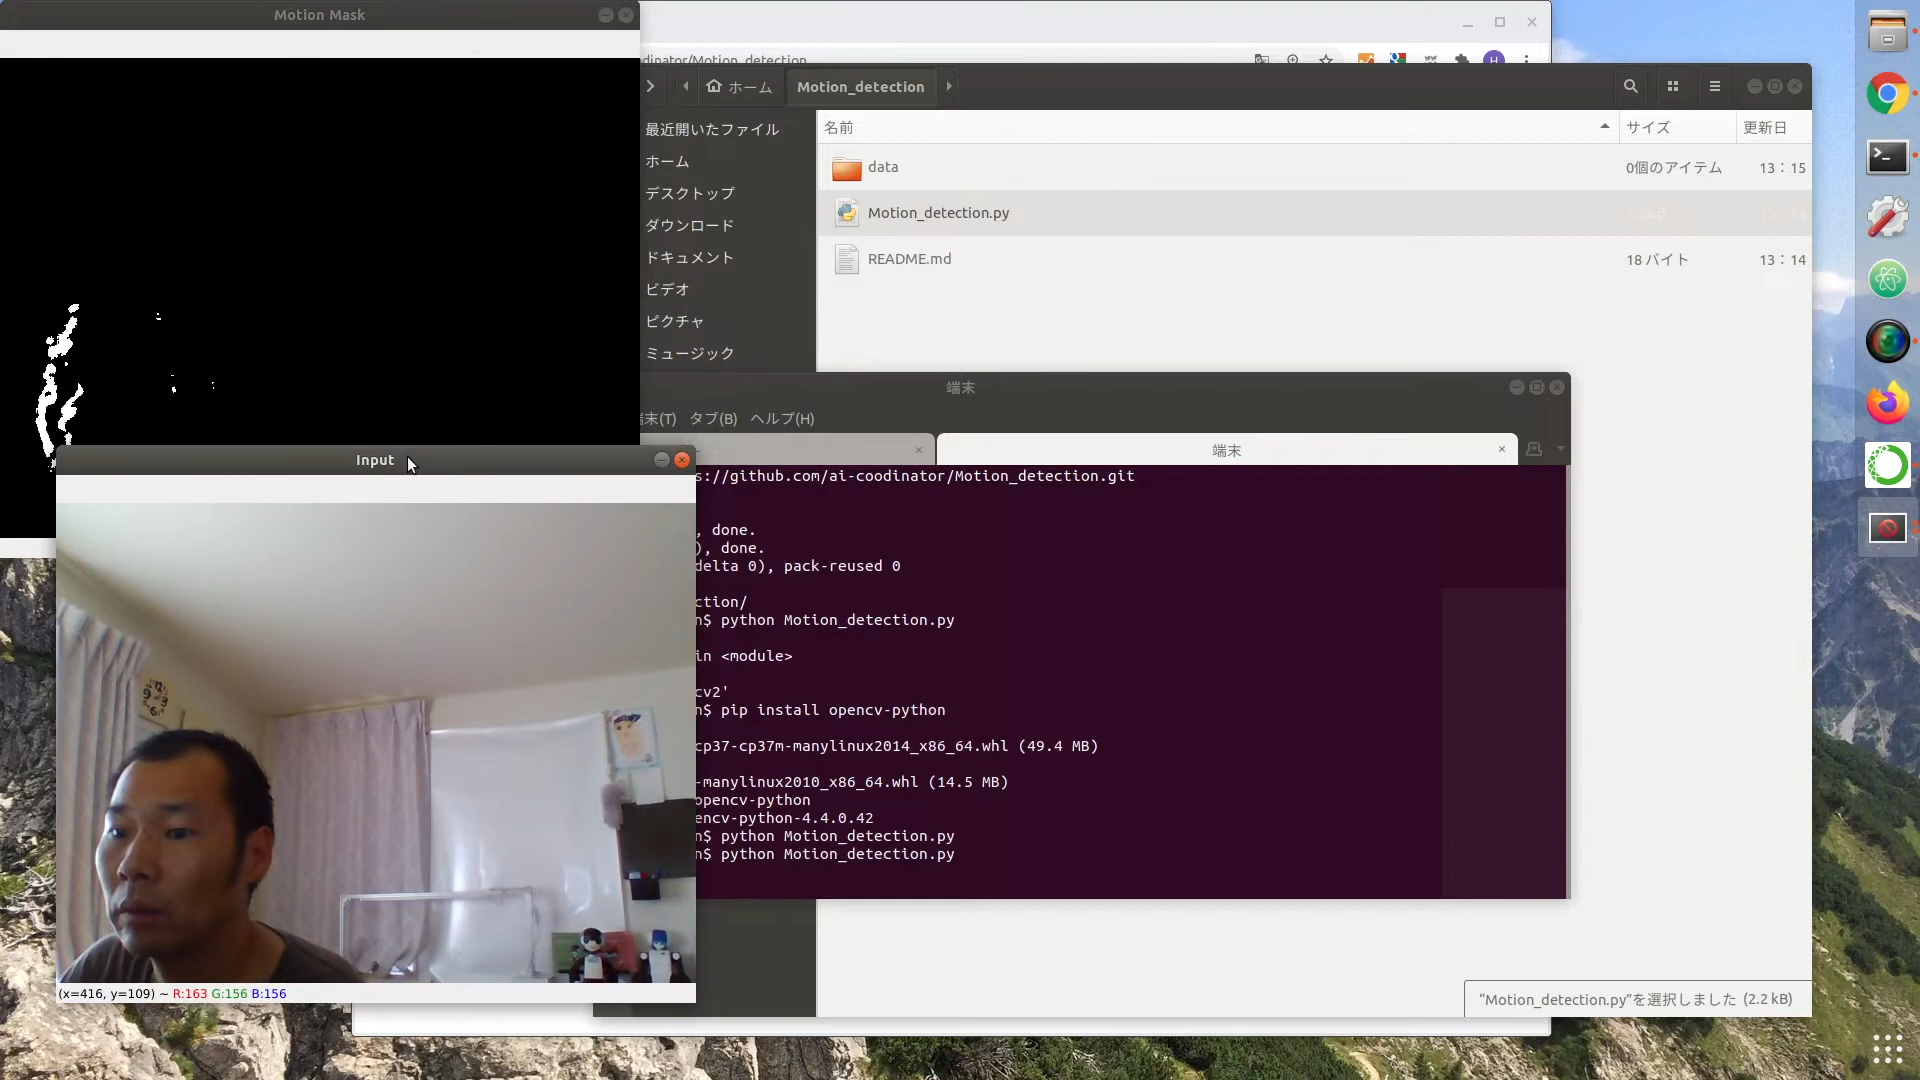 Motion Mask
dinator/Motion_detection
H
ホーム
Motion_detection
最近開いたファイル
ホーム
デスクトップ
ダウンロード
ドキュメント
ビデオ
ピクチャ
ミュージック
名前
サイズ
更新日
data
0個のアイテム
13:15
Motion_detection.py
README.md
18 バイト
13:14
端末
末(T) タブ(B) ヘルプ(H)
端末
s://github.com/ai-coodinator/Motion_detection.git
, done.
), done.
delta 0), pack-reused 0
ction/
n$ python Motion_detection.py
in <module>
cv2'
n$ pip install opencv-python
cp37-cp37m-manylinux2014_x86_64.whl (49.4 MB)
-manylinux2010_x86_64.whl (14.5 MB)
opencv-python
encv-python-4.4.0.42
n$ python Motion_detection.py
n$ python Motion_detection.py
Input
(x=416, y=109) ~ R:163 G:156 B:156
“Motion_detection.py”を選択しました (2.2 kB)